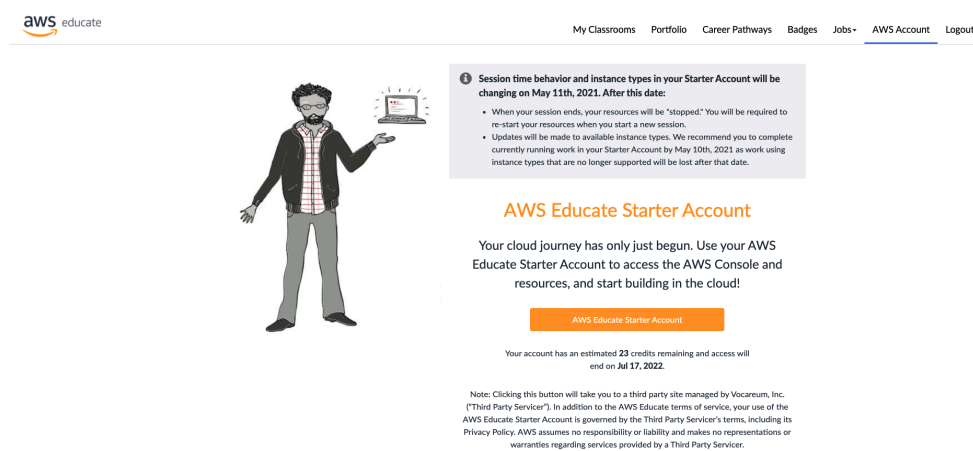 aws educate
My Classrooms Portfolio Career Pathways Badges Jobs AWS Account Logout
Session time behavior and instance types in your Starter Account will be
changing on May 11th, 2021. After this date:
• When your session ends, your resources will be "stopped." You will be required to
re-start your resources when you start a new session.
• Updates will be made to available instance types. We recommend you to complete
currently running work in your Starter Account by May 10th, 2021 as work using
instance types that are no longer supported will be lost after that date.
AWS Educate Starter Account
Your cloud journey has only just begun. Use your AWS
Educate Starter Account to access the AWS Console and
resources, and start building in the cloud!
AWS Educate Starter Account
Your account has an estimated 23 credits remaining and access will
end on Jul 17, 2022.
Note: Clicking this button will take you to a third party site managed by Vocareum, Inc.
("Third Party Servicer"). In addition to the AWS Educate terms of service, your use of the
AWS Educate Starter Account is governed by the Third Party Servicer's terms, including its
Privacy Policy. AWS assumes no responsibility or liability and makes no representations or
warranties regarding services provided by a Third Party Servicer.